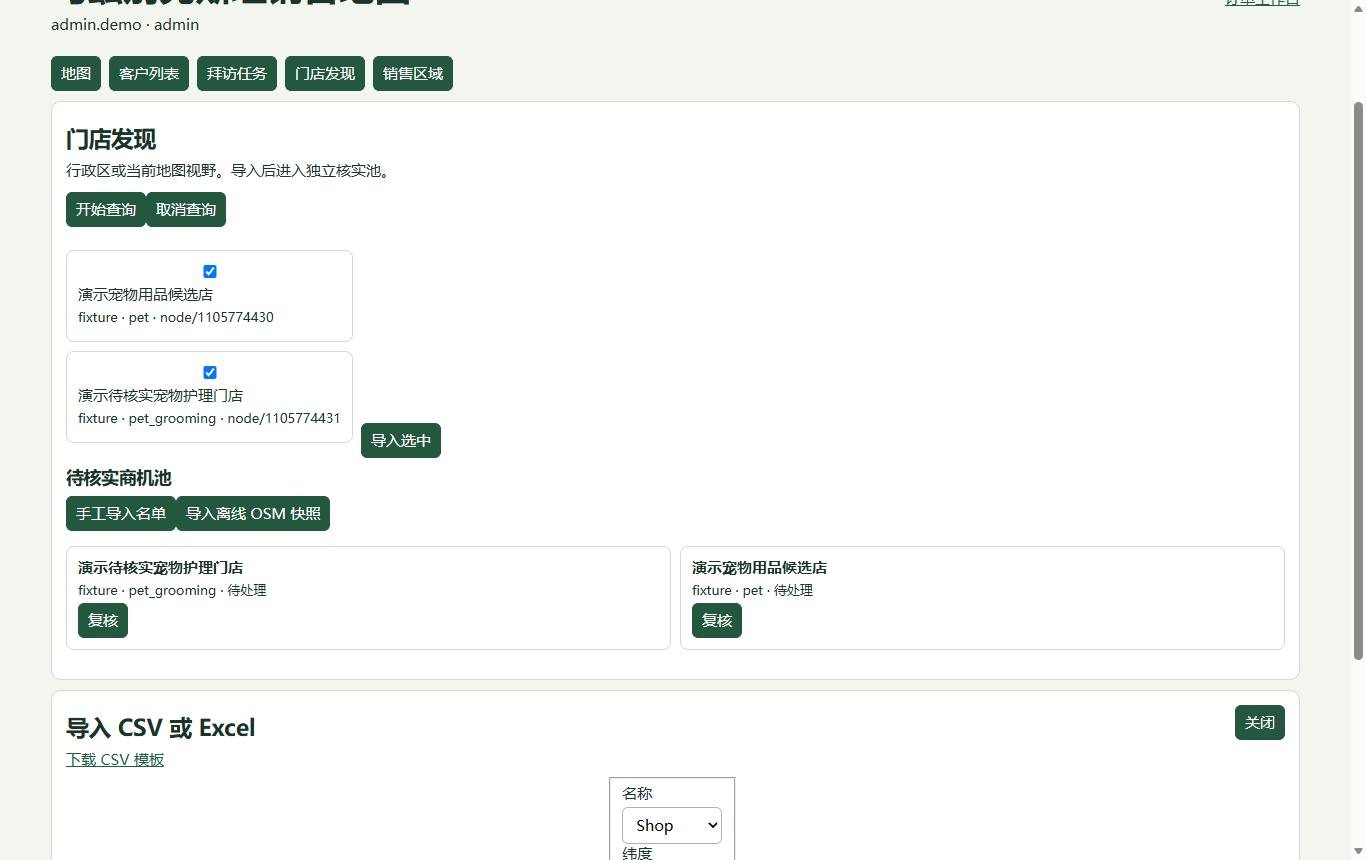 admin.demo · admin
地图
客户列表
拜访任务
门店发现
销售区域
门店发现
行政区或当前地图视野。导入后进入独立核实池。
开始查询
取消查询
演示宠物用品候选店
fixture · pet · node/1105774430
演示待核实宠物护理门店
fixture · pet_grooming · node/1105774431
导入选中
待核实商机池
手工导入名单
导入离线 OSM 快照
演示待核实宠物护理门店
fixture · pet_grooming · 待处理
复核
演示宠物用品候选店
fixture · pet · 待处理
复核
导入 CSV 或 Excel
关闭
下载 CSV 模板
名称
Shop
纬度